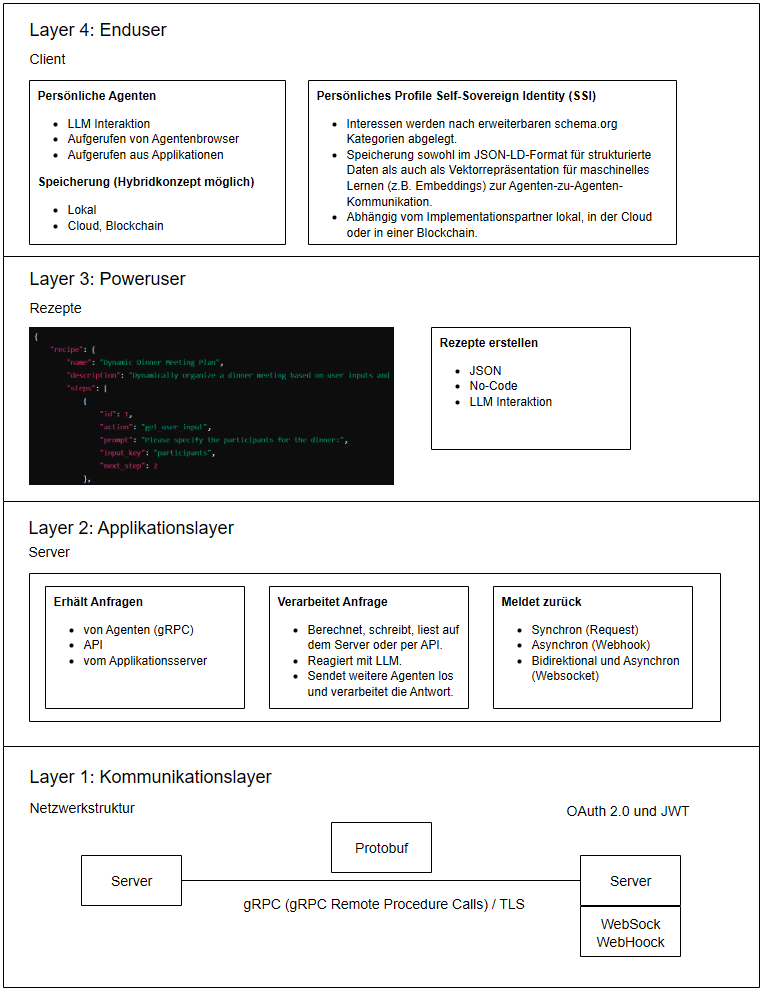 Layer 4: Enduser
Client
Persönliche Agenten
LLM Interaktion
Aufgerufen von Agentenbrowser
Aufgerufen aus Applikationen
Speicherung (Hybridkonzept möglich)
Lokal
Cloud, Blockchain
Persönliches Profile Self-Sovereign Identity (SSI)
Interessen werden nach erweiterbaren schema.org
Kategorien abgelegt.
Speicherung sowohl im JSON-LD-Format für strukturierte
Daten als auch als Vektorrepräsentation für maschinelles
Lernen (z.B. Embeddings) zur Agenten-zu-Agenten-
Kommunikation.
Abhängig vom Implementationspartner lokal, in der Cloud
oder in einer Blockchain.
Layer 3: Poweruser
Rezepte
{
"recipe": {
"name": "Dynamic Dinner Meeting Plan",
"description": "Dynamically organize a dinner meeting based on user inputs and
"steps": [
{
"id": 1,
"action": "get_user_input",
"prompt": "Please specify the participants for the dinner:",
"input_key": "participants",
"next_step": 2
},
Rezepte erstellen
JSON
No-Code
LLM Interaktion
Layer 2: Applikationslayer
Server
Erhält Anfragen
von Agenten (gRPC)
API
vom Applikationsserver
Verarbeitet Anfrage
Berechnet, schreibt, liest auf
dem Server oder per API.
Reagiert mit LLM.
Sendet weitere Agenten los
und verarbeitet die Antwort.
Meldet zurück
Synchron (Request)
Asynchron (Webhook)
Bidirektional und Asynchron
(Websocket)
Layer 1: Kommunikationslayer
Netzwerkstruktur
OAuth 2.0 und JWT
Protobuf
Server
Server
gRPC (gRPC Remote Procedure Calls) / TLS
WebSock
WebHoock